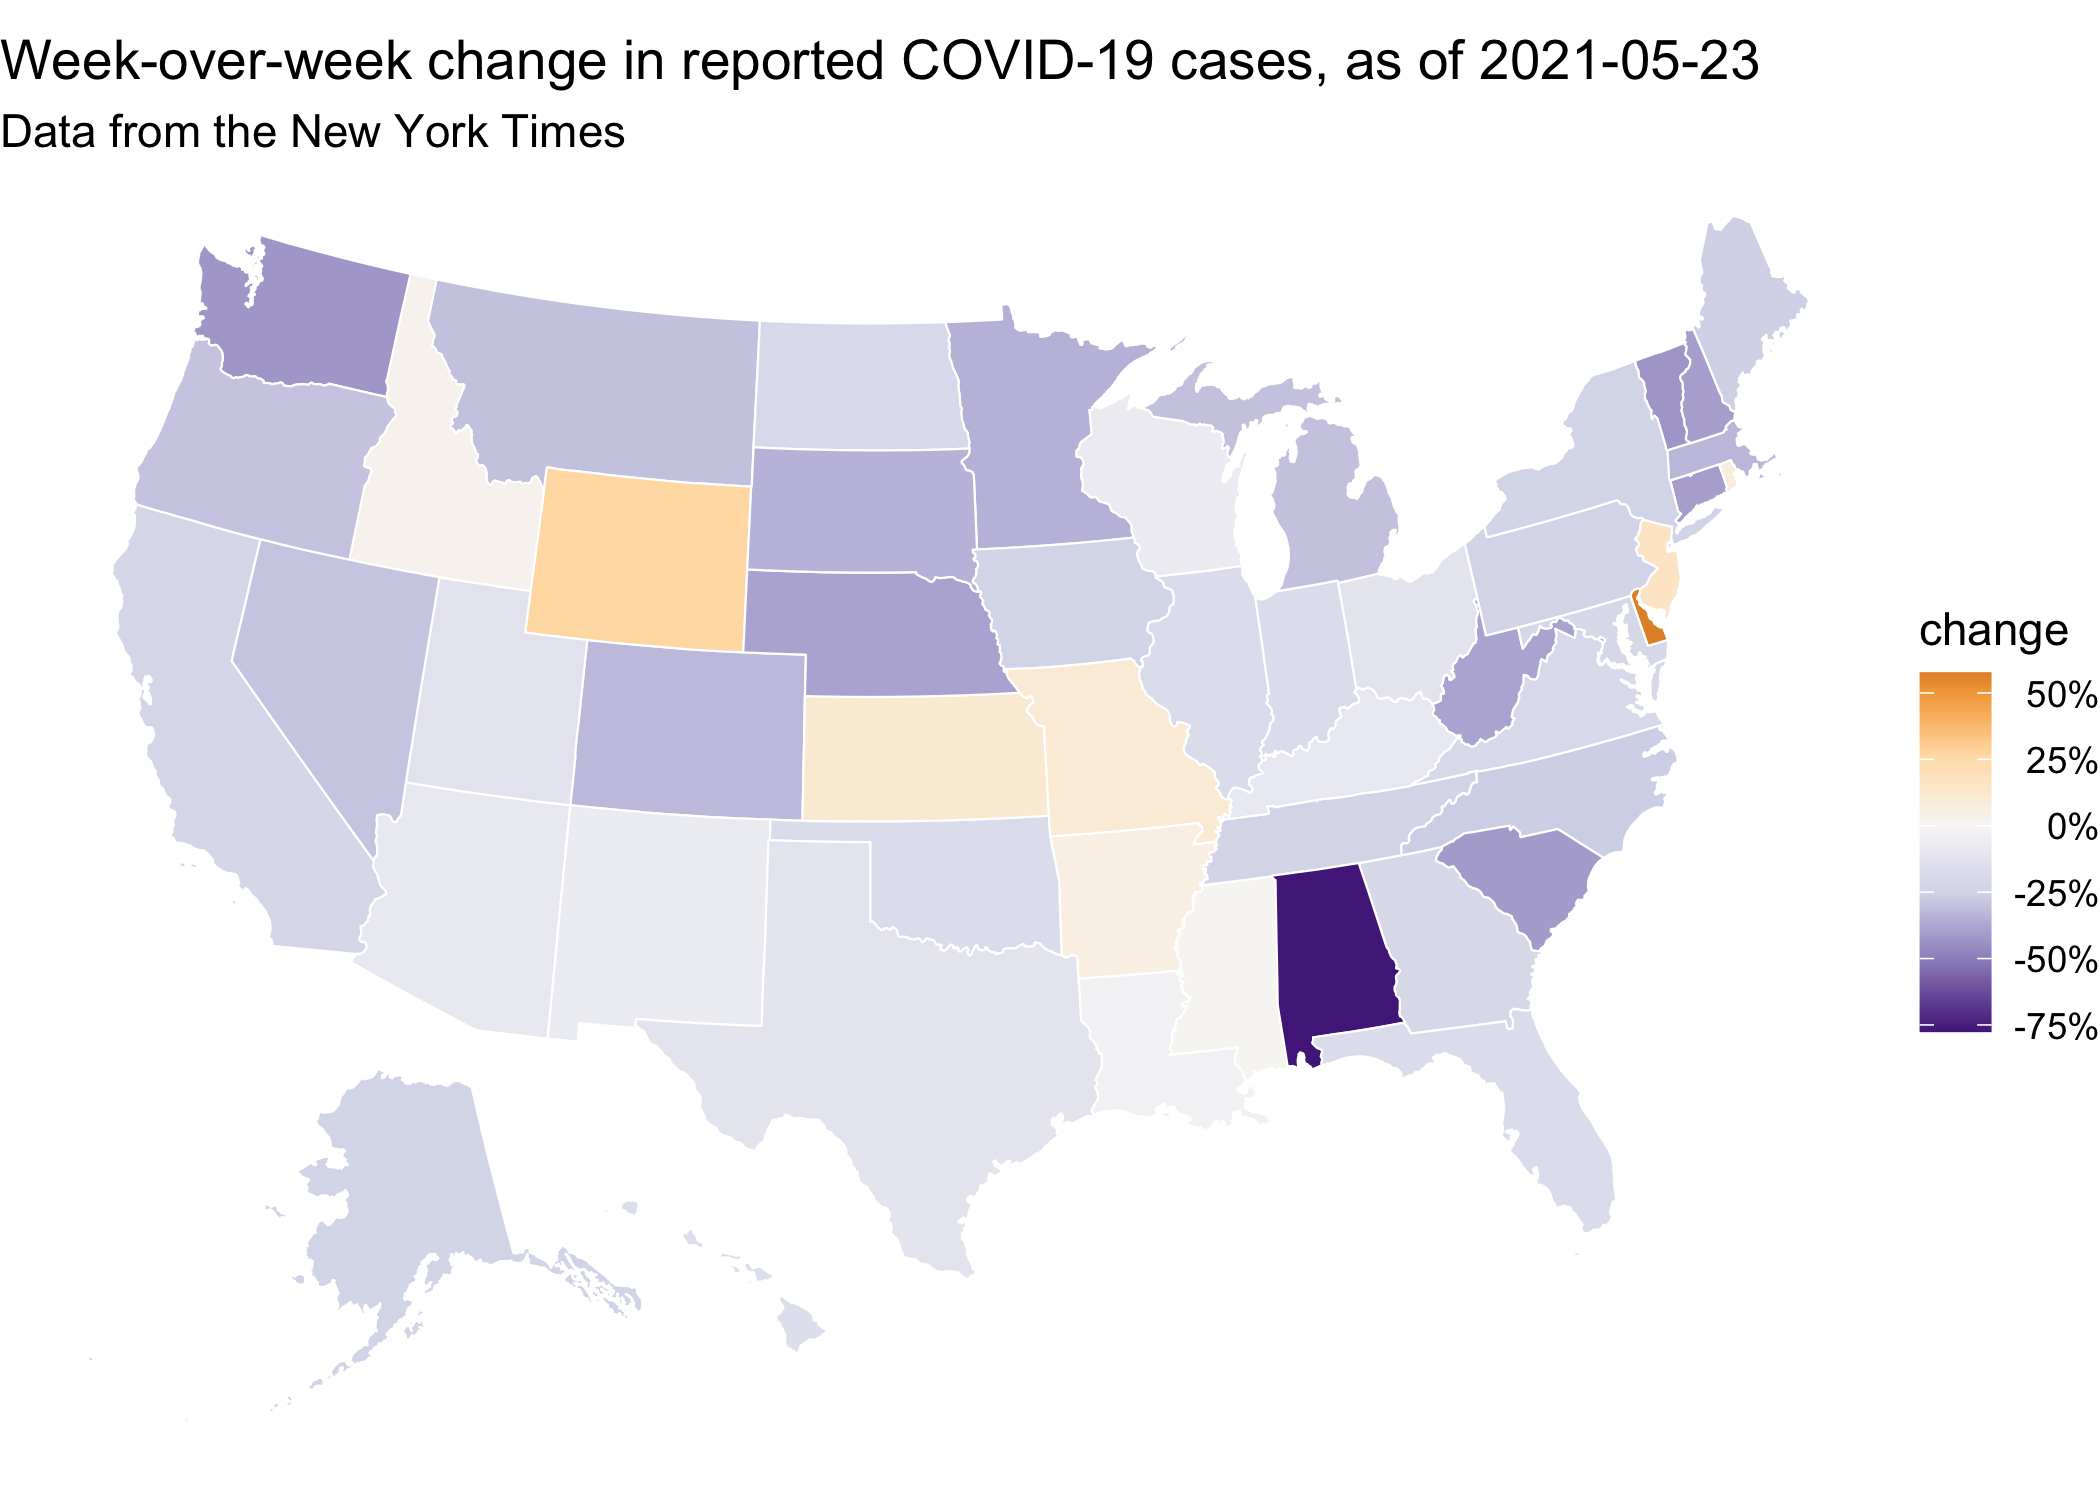 Week-over-week change in reported COVID-19 cases, as of 2021-05-23
Data from the New York Times
change
50%
25%
0%
-25%
-50%
-75%